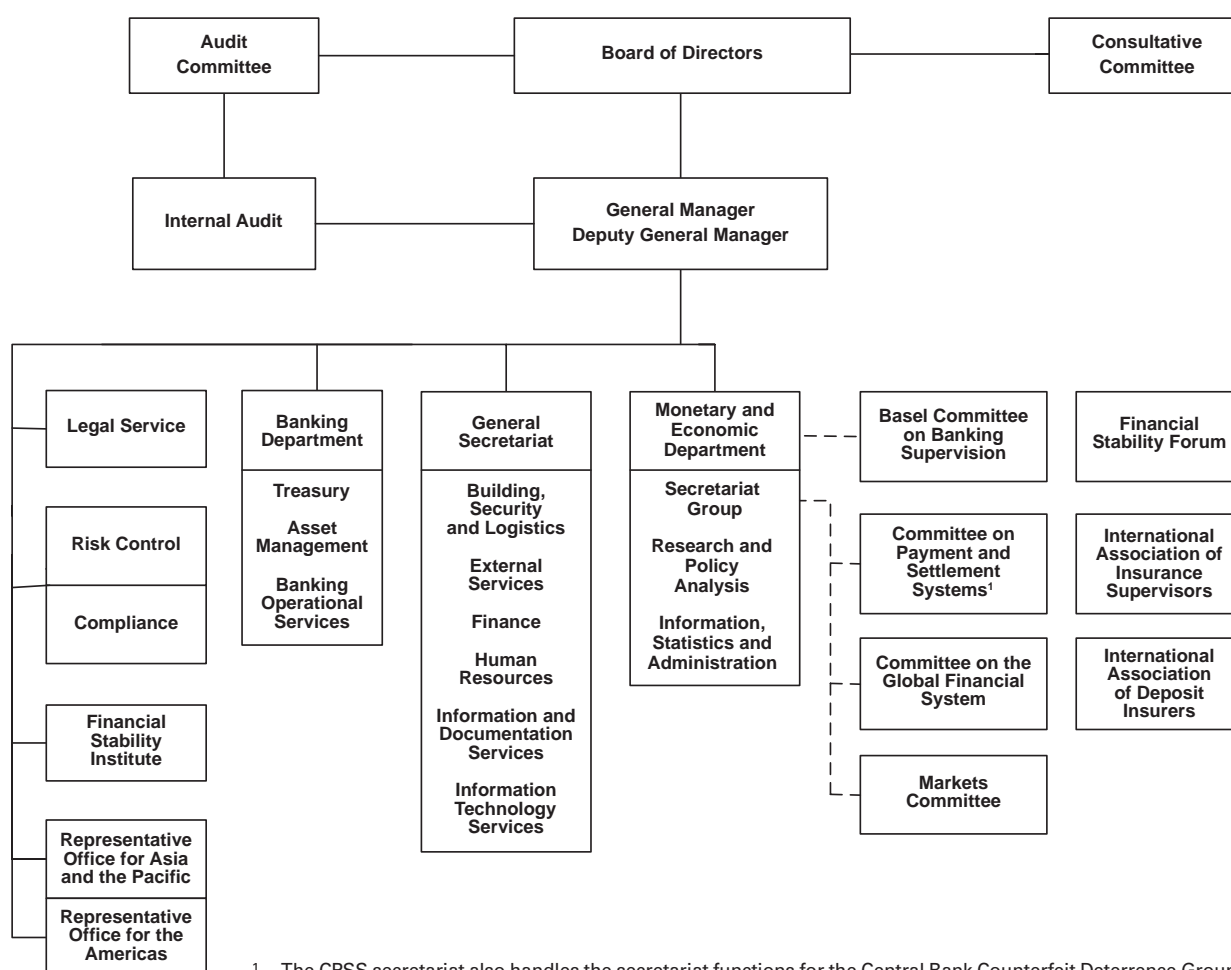 Audit
Committee
Board of Directors
Consultative
Committee
Internal Audit
General Manager
Deputy General Manager
Legal Service
Risk Control
Compliance
Financial
Stability
Institute
Representative
Office for Asia
and the Pacific
Representative
Office for the
Americas
Banking
Department
Treasury
Asset
Management
Banking
Operational
Services
General
Secretariat
Building,
Security
and Logistics
External
Services
Finance
Human
Resources
Information and
Documentation
Services
Information
Technology
Services
Monetary and
Economic
Department
Secretariat
Group
Research and
Policy
Analysis
Information,
Statistics and
Administration
Basel Committee
on Banking
Supervision
Committee on
Payment and
Settlement
Systems¹
Committee on the
Global Financial
System
Markets
Committee
Financial
Stability Forum
International
Association of
Insurance
Supervisors
International
Association
of Deposit
Insurers
¹ The CPSS secretariat also handles the secretariat functions for the Central Bank Counterfeit Deterrence Group